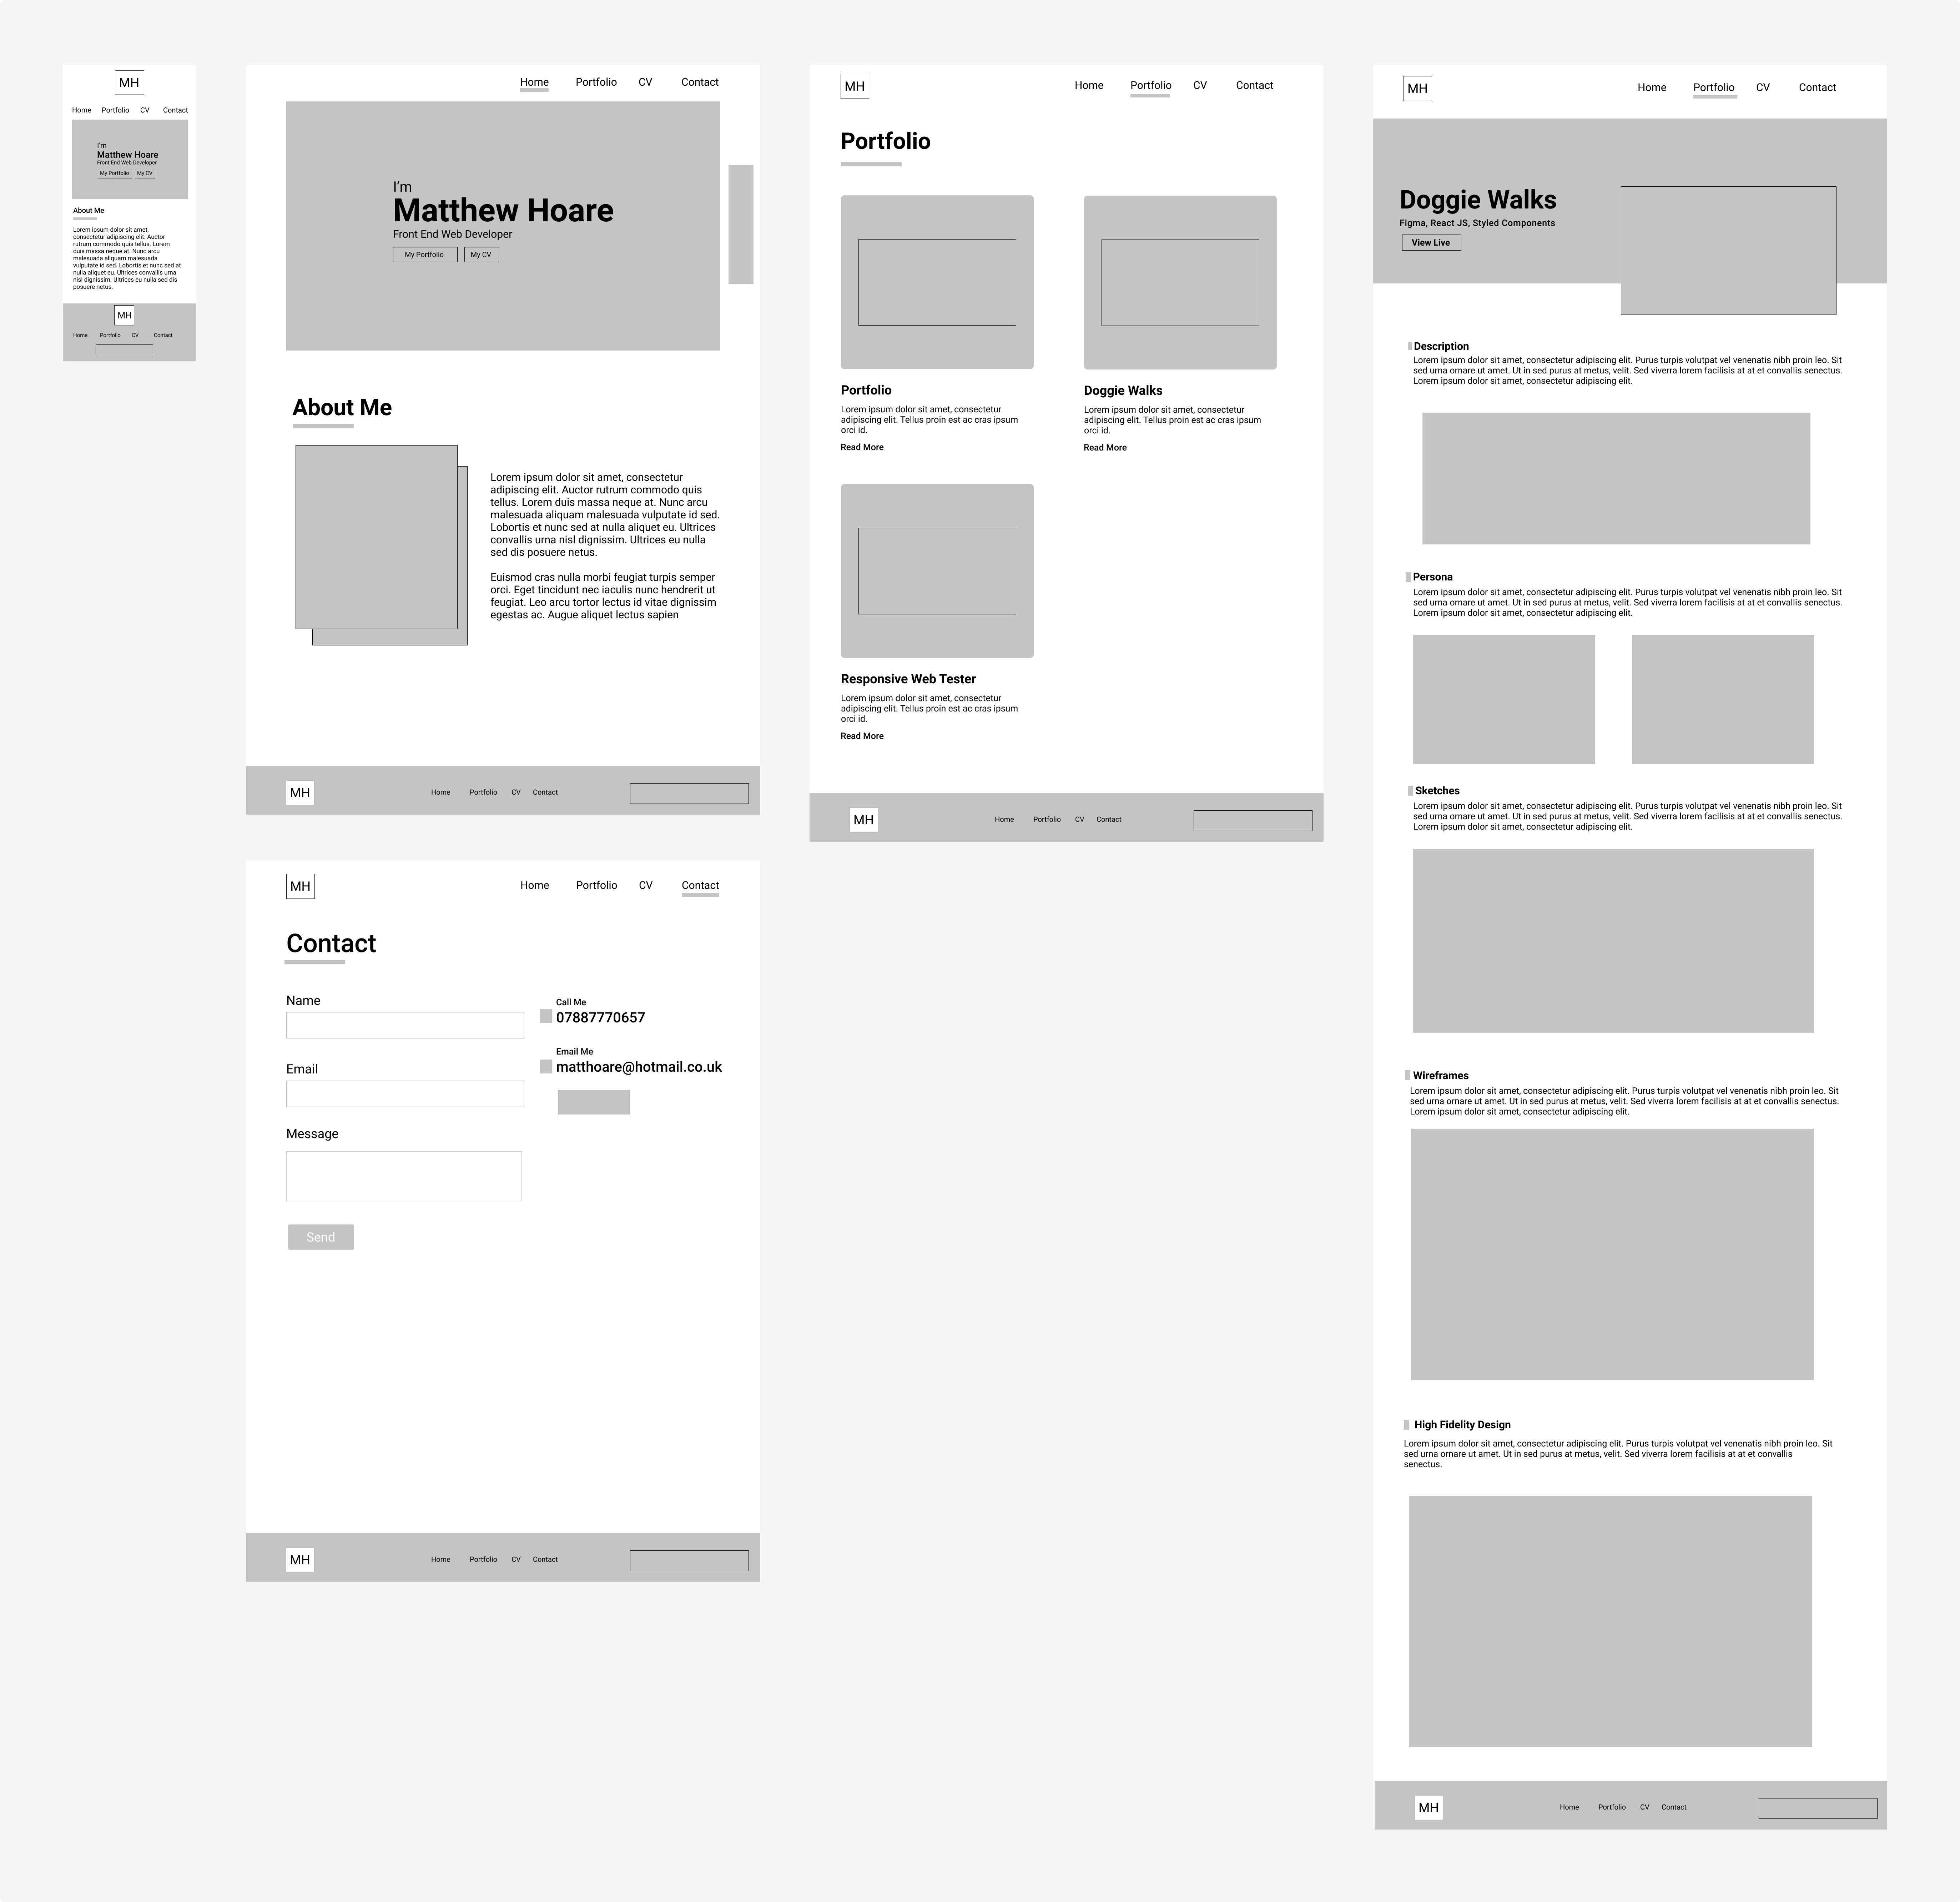 MH
Home Portfolio CV Contact
I'm
Matthew Hoare
Front End Web Developer
My Portfolio My CV
About Me
Lorem ipsum dolor sit amet,
consectetur adipiscing elit. Auctor
rutrum commodo quis tellus. Lorem
duis massa neque at. Nunc arcu
malesuada aliquam malesuada
vulputate id sed. Lobortis et nunc sed at
nulla aliquet eu. Ultrices convallis urna
nisl dignissim. Ultrices eu nulla sed dis
posuere netus.
MH
Home Portfolio CV Contact
Home Portfolio CV Contact
I'm
Matthew Hoare
Front End Web Developer
My Portfolio My CV
About Me
Lorem ipsum dolor sit amet, consectetur
adipiscing elit. Auctor rutrum commodo quis
tellus. Lorem duis massa neque at. Nunc arcu
malesuada aliquam malesuada vulputate id sed.
Lobortis et nunc sed at nulla aliquet eu. Ultrices
convallis urna nisl dignissim. Ultrices eu nulla
sed dis posuere netus.
Euismod cras nulla morbi feugiat turpis semper
orci. Eget tincidunt nec iaculis nunc hendrerit ut
feugiat. Leo arcu tortor lectus id vitae dignissim
egestas ac. Augue aliquet lectus sapien
MH
Home Portfolio CV Contact
MH
Home Portfolio CV Contact
Contact
Name
Email
Message
Send
Call Me
07887770657
Email Me
matthoare@hotmail.co.uk
MH
Home Portfolio CV Contact
MH
Home Portfolio CV Contact
Portfolio
Portfolio
Lorem ipsum dolor sit amet, consectetur
adipiscing elit. Tellus proin est ac cras ipsum
orci id.
Read More
Doggie Walks
Lorem ipsum dolor sit amet, consectetur
adipiscing elit. Tellus proin est ac cras ipsum
orci id.
Read More
Responsive Web Tester
Lorem ipsum dolor sit amet, consectetur
adipiscing elit. Tellus proin est ac cras ipsum
orci id.
Read More
MH
Home Portfolio CV Contact
MH
Home Portfolio CV Contact
Doggie Walks
Figma, React JS, Styled Components
View Live
Description
Lorem ipsum dolor sit amet, consectetur adipiscing elit. Purus turpis volutpat vel venenatis nibh proin leo. Sit
sed urna ornare ut amet. Ut in sed purus at metus, velit. Sed viverra lorem facilisis at at et convallis senectus.
Lorem ipsum dolor sit amet, consectetur adipiscing elit.
Persona
Lorem ipsum dolor sit amet, consectetur adipiscing elit. Purus turpis volutpat vel venenatis nibh proin leo. Sit
sed urna ornare ut amet. Ut in sed purus at metus, velit. Sed viverra lorem facilisis at at et convallis senectus.
Lorem ipsum dolor sit amet, consectetur adipiscing elit.
Sketches
Lorem ipsum dolor sit amet, consectetur adipiscing elit. Purus turpis volutpat vel venenatis nibh proin leo. Sit
sed urna ornare ut amet. Ut in sed purus at metus, velit. Sed viverra lorem facilisis at at et convallis senectus.
Lorem ipsum dolor sit amet, consectetur adipiscing elit.
Wireframes
Lorem ipsum dolor sit amet, consectetur adipiscing elit. Purus turpis volutpat vel venenatis nibh proin leo. Sit
sed urna ornare ut amet. Ut in sed purus at metus, velit. Sed viverra lorem facilisis at at et convallis senectus.
Lorem ipsum dolor sit amet, consectetur adipiscing elit.
High Fidelity Design
Lorem ipsum dolor sit amet, consectetur adipiscing elit. Purus turpis volutpat vel venenatis nibh proin leo. Sit
sed urna ornare ut amet. Ut in sed purus at metus, velit. Sed viverra lorem facilisis at at et convallis
senectus.
MH
Home Portfolio CV Contact